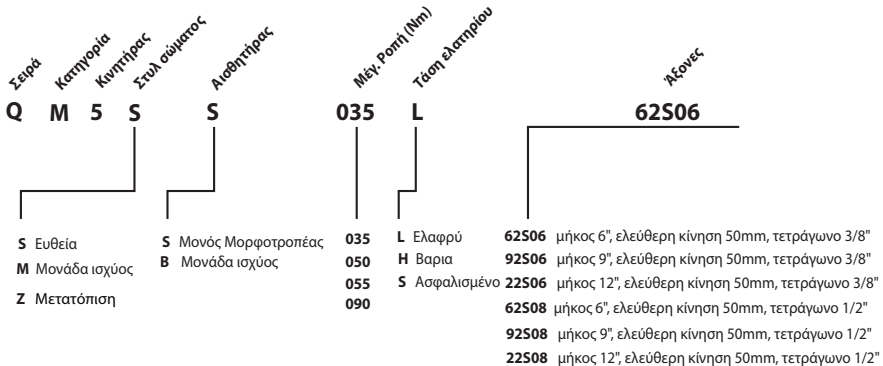 Σειρά Κατηγορία Κινητήρας Στυλ σώματος Αισθητήρας Μέγ. Ροπή (Nm) Τάση ελατηρίου Άξονες
Q M 5 S S 035 L 62S06
S Ευθεία
M Μονάδα ισχύος
Z Μετατόπιση
S Μονός Μορφοτροπέας
B Μονάδα ισχύος
035
050
055
090
L Ελαφρύ
H Βαρια
S Ασφαλισμένο
62S06 μήκος 6", ελεύθερη κίνηση 50mm, τετράγωνο 3/8"
92S06 μήκος 9", ελεύθερη κίνηση 50mm, τετράγωνο 3/8"
22S06 μήκος 12", ελεύθερη κίνηση 50mm, τετράγωνο 3/8"
62S08 μήκος 6", ελεύθερη κίνηση 50mm, τετράγωνο 1/2"
92S08 μήκος 9", ελεύθερη κίνηση 50mm, τετράγωνο 1/2"
22S08 μήκος 12", ελεύθερη κίνηση 50mm, τετράγωνο 1/2"